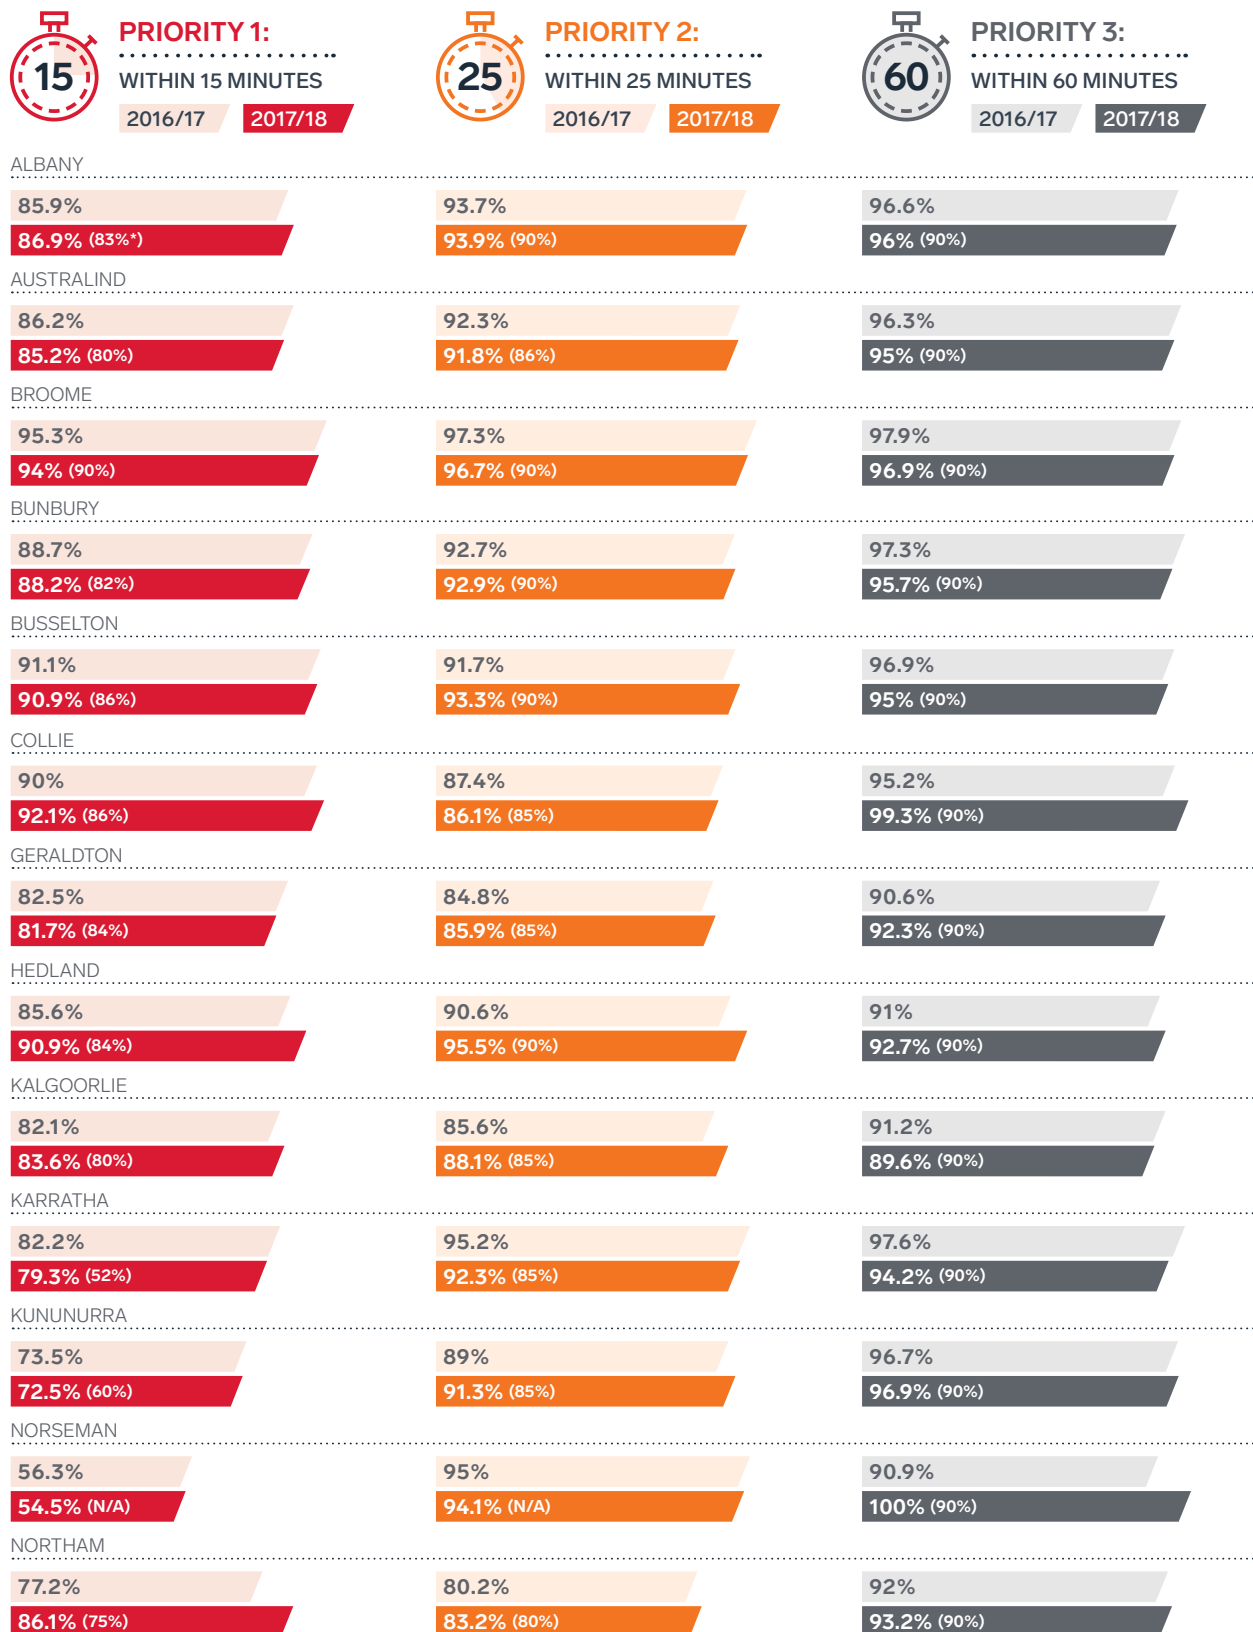 15 PRIORITY 1: 25 PRIORITY 2: 60 PRIORITY 3:
WITHIN 15 MINUTES WITHIN 25 MINUTES WITHIN 60 MINUTES
2016/17 2017/18 2016/17 2017/18 2016/17 2017/18
ALBANY
85.9% 93.7% 96.6%
86.9% (83%*) 93.9% (90%) 96% (90%)
AUSTRALIND
86.2% 92.3% 96.3%
85.2% (80%) 91.8% (86%) 95% (90%)
BROOME
95.3% 97.3% 97.9%
94% (90%) 96.7% (90%) 96.9% (90%)
BUNBURY
88.7% 92.7% 97.3%
88.2% (82%) 92.9% (90%) 95.7% (90%)
BUSSELTON
91.1% 91.7% 96.9%
90.9% (86%) 93.3% (90%) 95% (90%)
COLLIE
90% 87.4% 95.2%
92.1% (86%) 86.1% (85%) 99.3% (90%)
GERALDTON
82.5% 84.8% 90.6%
81.7% (84%) 85.9% (85%) 92.3% (90%)
HEDLAND
85.6% 90.6% 91%
90.9% (84%) 95.5% (90%) 92.7% (90%)
KALGOORLIE
82.1% 85.6% 91.2%
83.6% (80%) 88.1% (85%) 89.6% (90%)
KARRATHA
82.2% 95.2% 97.6%
79.3% (52%) 92.3% (85%) 94.2% (90%)
KUNUNURRA
73.5% 89% 96.7%
72.5% (60%) 91.3% (85%) 96.9% (90%)
NORSEMAN
56.3% 95% 90.9%
54.5% (N/A) 94.1% (N/A) 100% (90%)
NORTHAM
77.2% 80.2% 92%
86.1% (75%) 83.2% (80%) 93.2% (90%)